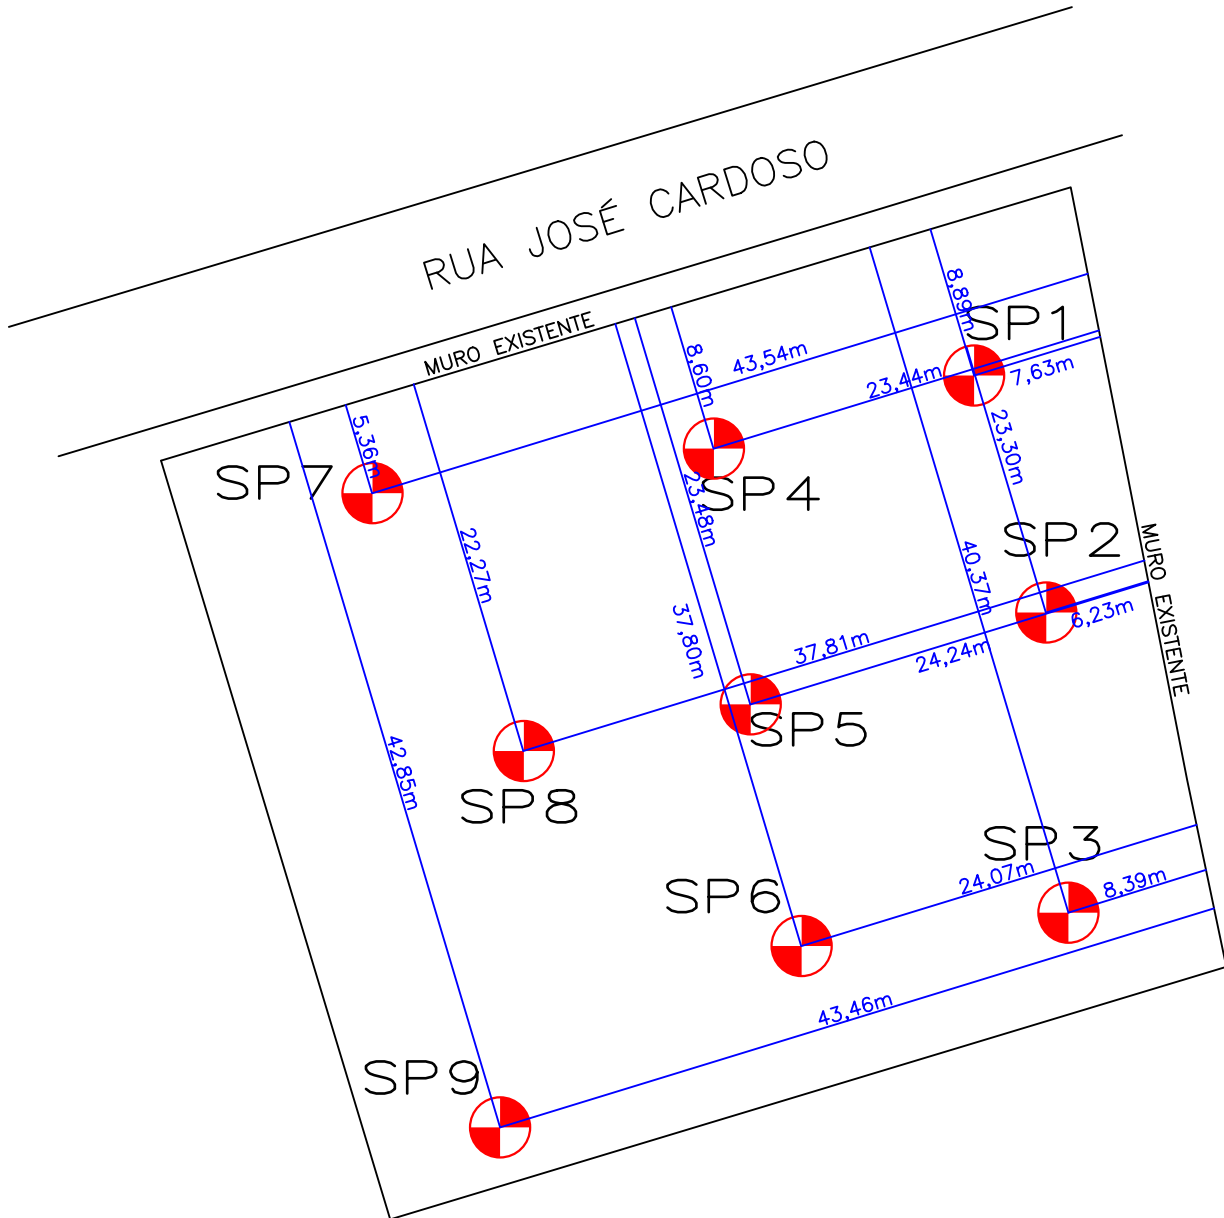 RUA JOSÉ CARDOSO
MURO EXISTENTE
8,89m
SP1
43,54m
8,60m
23,44m
7,63m
5,36m
SP7
23,30m
SP4
23,48m
22,27m
40,37m
SP2
MURO EXISTENTE
6,23m
37,80m
37,81m
24,24m
SP5
42,85m
SP8
SP3
24,07m
8,39m
SP6
43,46m
SP9